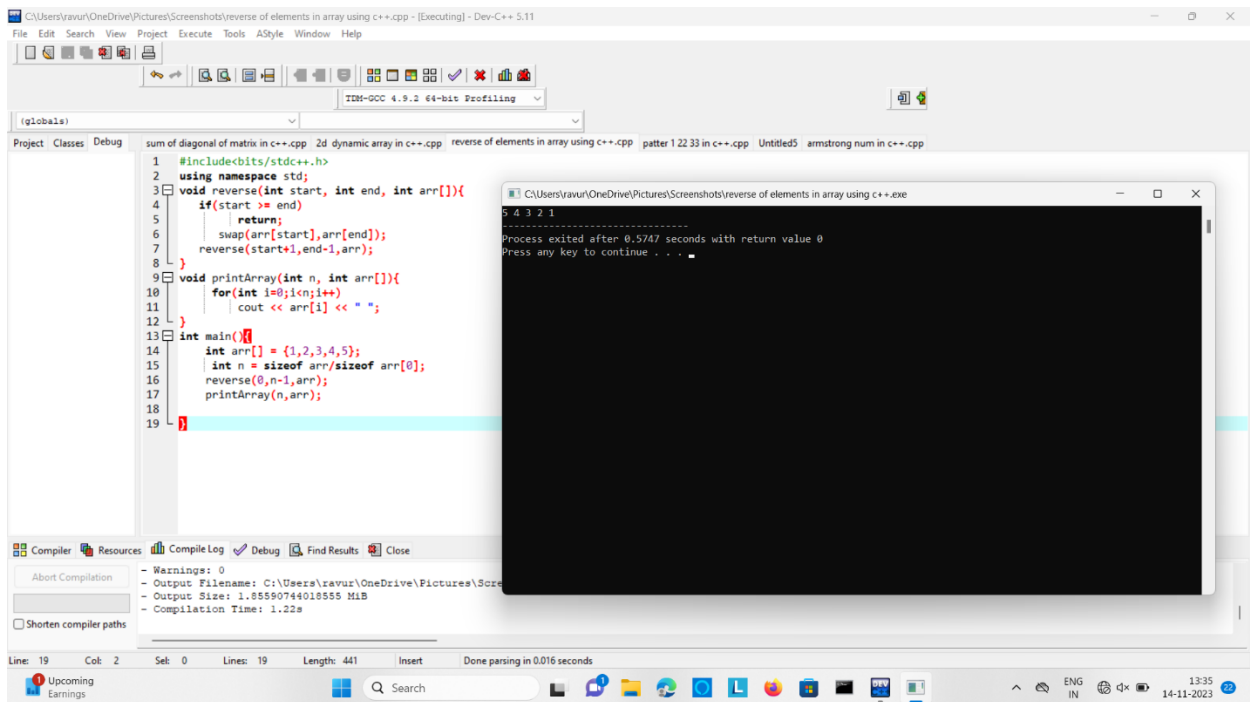 C:\Users\ravur\OneDrive\Pictures\Screenshots\reverse of elements in array using c++.cpp - [Executing] - Dev-C++ 5.11
File Edit Search View Project Execute Tools AStyle Window Help
TDM-GCC 4.9.2 64-bit Profiling
(globals)
Project Classes Debug
sum of diagonal of matrix in c++.cpp 2d dynamic array in c++.cpp reverse of elements in array using c++.cpp patter 1 22 33 in c++.cpp Untitled5 armstrong num in c++.cpp
1 #include<bits/stdc++.h>
2 using namespace std;
3 void reverse(int start, int end, int arr[]){
4 if(start >= end)
5 return;
6 swap(arr[start],arr[end]);
7 reverse(start+1,end-1,arr);
8 }
9 void printArray(int n, int arr[]){
10 for(int i=0;i<n;i++)
11 cout << arr[i] << " ";
12 }
13 int main(){
14 int arr[] = {1,2,3,4,5};
15 int n = sizeof arr/sizeof arr[0];
16 reverse(0,n-1,arr);
17 printArray(n,arr);
18
19 }
C:\Users\ravur\OneDrive\Pictures\Screenshots\reverse of elements in array using c++.exe
5 4 3 2 1
--------------------------------
Process exited after 0.5747 seconds with return value 0
Press any key to continue . . .
Compiler Resources Compile Log Debug Find Results Close
Abort Compilation
Shorten compiler paths
- Warnings: 0
- Output Filename: C:\Users\ravur\OneDrive\Pictures\Scre
- Output Size: 1.85590744018555 MiB
- Compilation Time: 1.22s
Line: 19 Col: 2 Sel: 0 Lines: 19 Length: 441 Insert Done parsing in 0.016 seconds
1
Upcoming
Earnings
Search
1
L
DEV
ENG
IN
13:35
14-11-2023
22